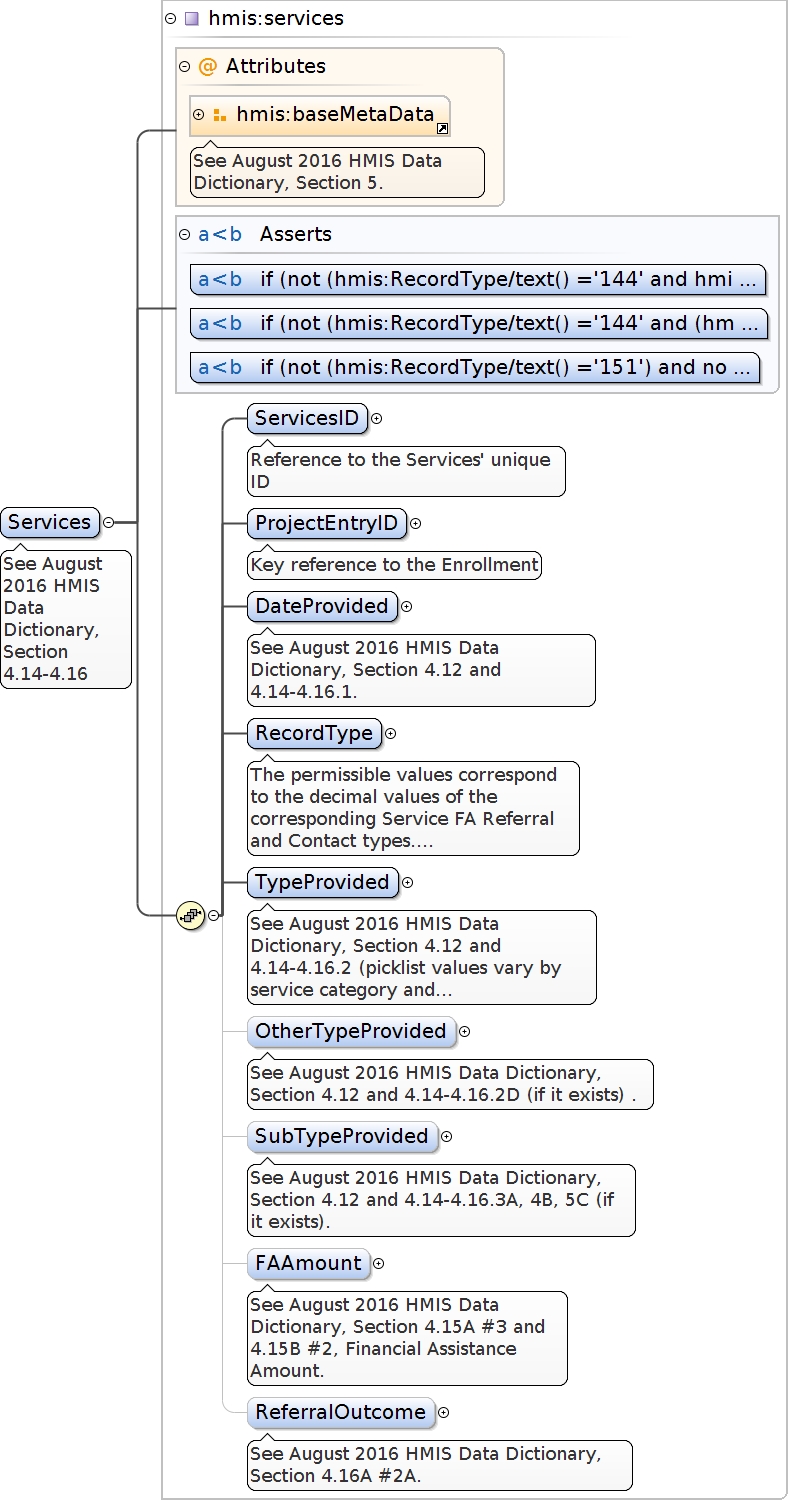 hmis:services
@ Attributes
hmis:baseMetaData
See August 2016 HMIS Data
Dictionary, Section 5.
a<b Asserts
a<b if (not (hmis:RecordType/text() ='144' and hmi ...
a<b if (not (hmis:RecordType/text() ='144' and (hm ...
a<b if (not (hmis:RecordType/text() ='151') and no ...
Services
See August
2016 HMIS
Data
Dictionary,
Section
4.14-4.16
ServicesID
Reference to the Services' unique
ID
ProjectEntryID
Key reference to the Enrollment
DateProvided
See August 2016 HMIS Data
Dictionary, Section 4.12 and
4.14-4.16.1.
RecordType
The permissible values correspond
to the decimal values of the
corresponding Service FA Referral
and Contact types....
TypeProvided
See August 2016 HMIS Data
Dictionary, Section 4.12 and
4.14-4.16.2 (picklist values vary by
service category and...
OtherTypeProvided
See August 2016 HMIS Data Dictionary,
Section 4.12 and 4.14-4.16.2D (if it exists) .
SubTypeProvided
See August 2016 HMIS Data Dictionary,
Section 4.12 and 4.14-4.16.3A, 4B, 5C (if
it exists).
FAAmount
See August 2016 HMIS Data
Dictionary, Section 4.15A #3 and
4.15B #2, Financial Assistance
Amount.
ReferralOutcome
See August 2016 HMIS Data Dictionary,
Section 4.16A #2A.